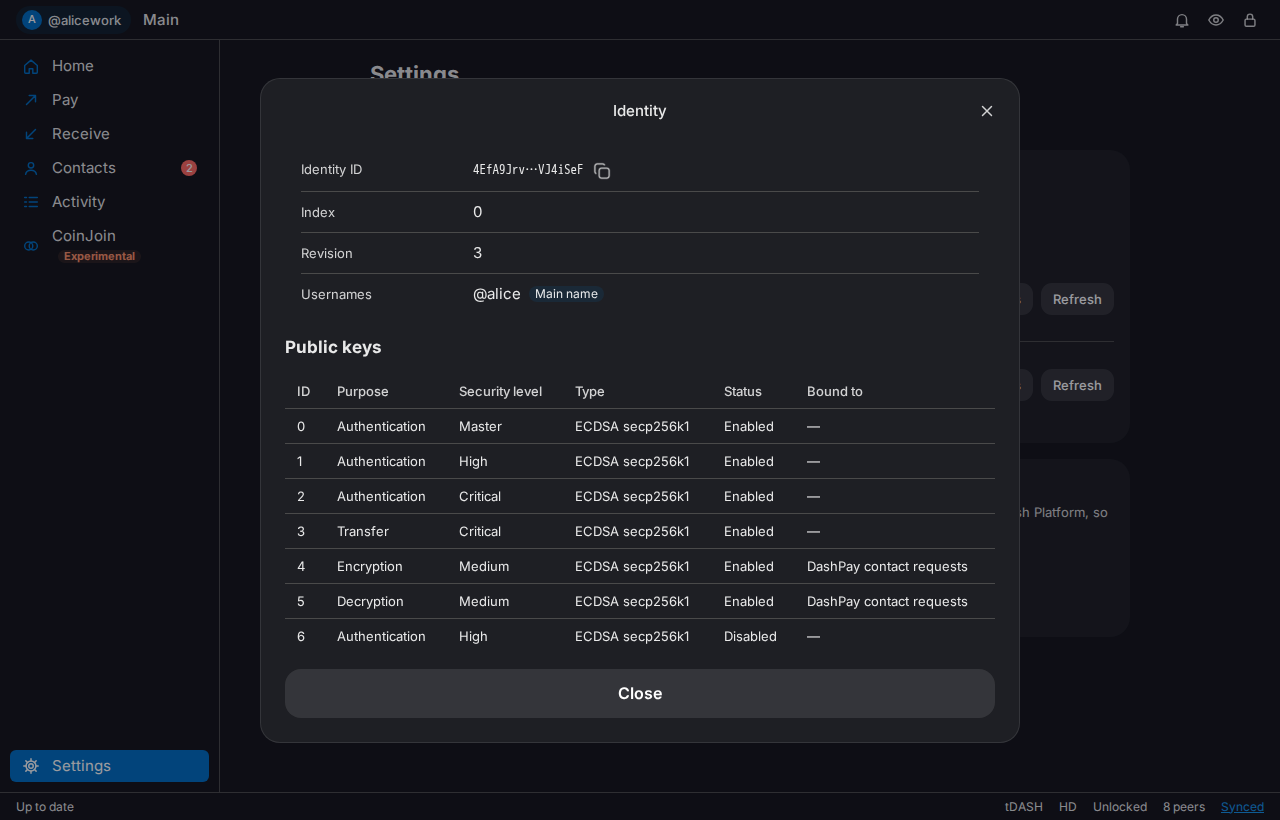 A @alicework Main
Home
Pay
Receive
Contacts 2
Activity
CoinJoin
Experimental
Settings
Settings
Identity
Identity ID 4EfA9Jrv…VJ4iSeF
Index 0
Revision 3
Usernames @alice Main name
Public keys
ID Purpose Security level Type Status Bound to
0 Authentication Master ECDSA secp256k1 Enabled —
1 Authentication High ECDSA secp256k1 Enabled —
2 Authentication Critical ECDSA secp256k1 Enabled —
3 Transfer Critical ECDSA secp256k1 Enabled —
4 Encryption Medium ECDSA secp256k1 Enabled DashPay contact requests
5 Decryption Medium ECDSA secp256k1 Enabled DashPay contact requests
6 Authentication High ECDSA secp256k1 Disabled —
Close
Refresh
Refresh
Platform, so
Up to date tDASH HD Unlocked 8 peers Synced